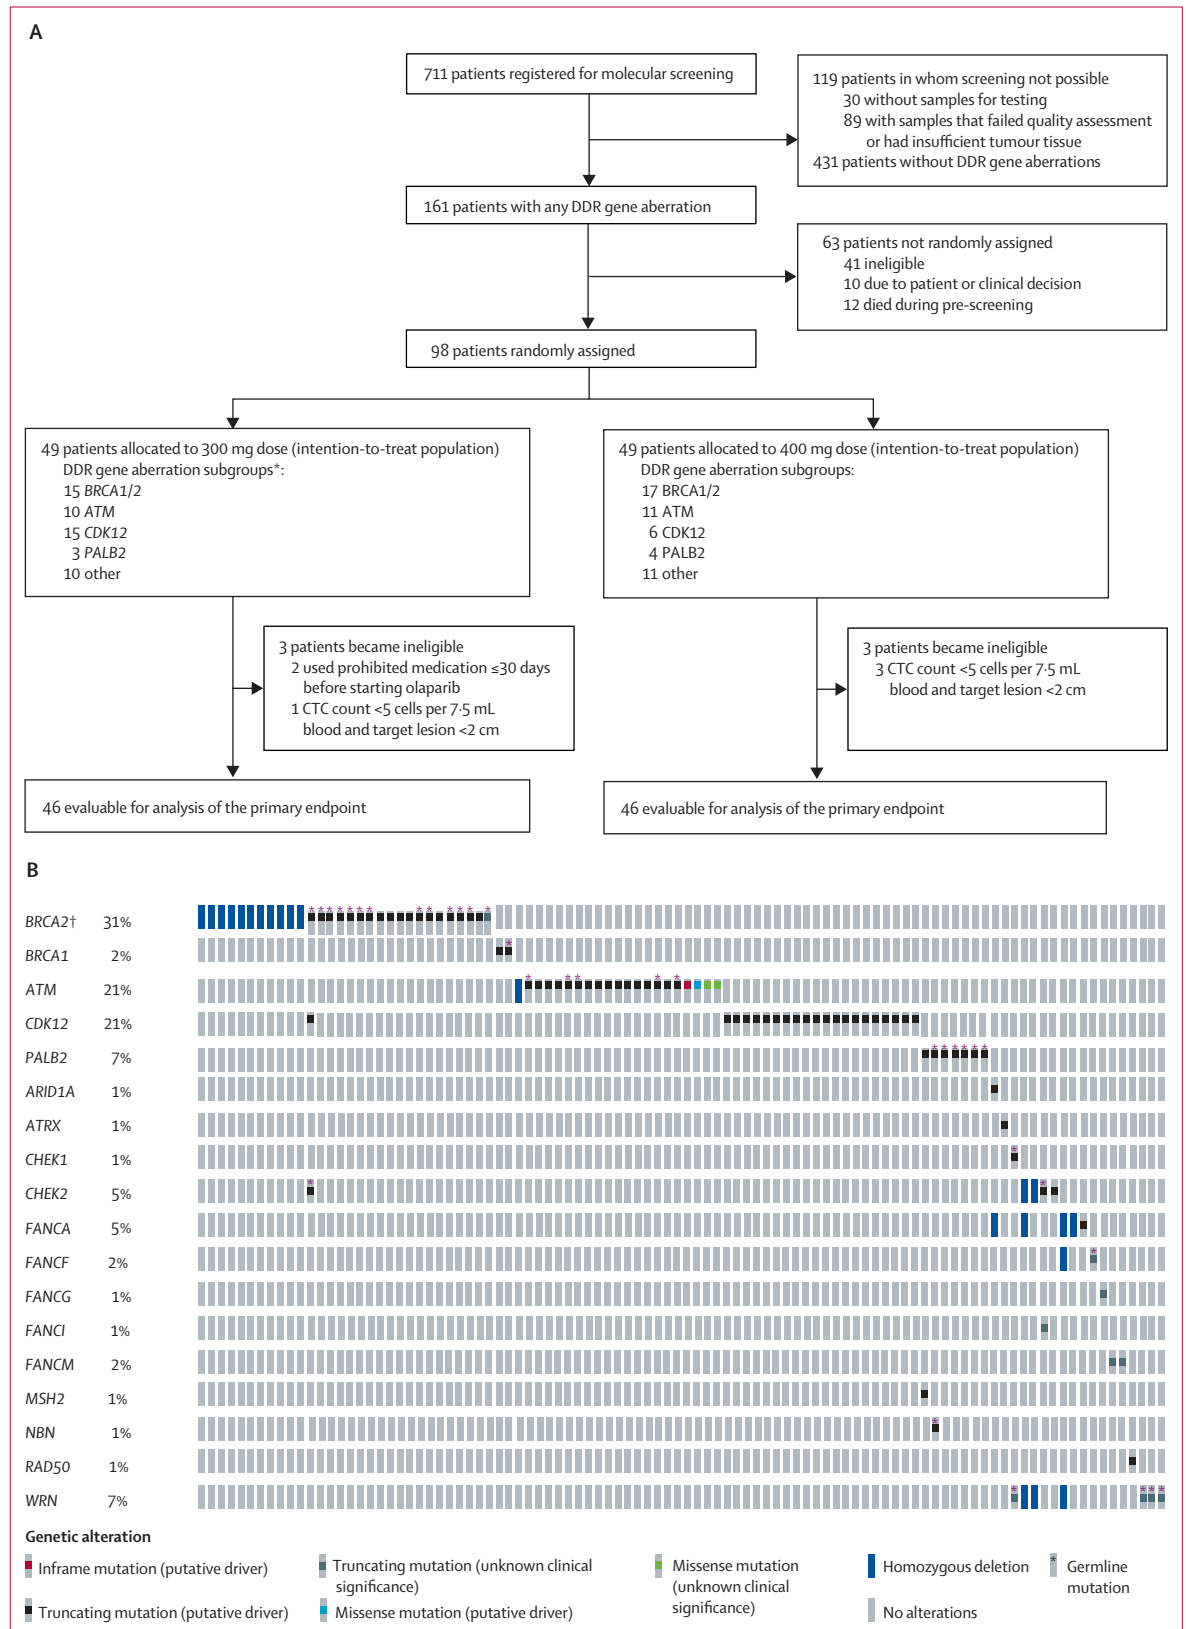 A
711 patients registered for molecular screening
119 patients in whom screening not possible
30 without samples for testing
89 with samples that failed quality assessment
or had insufficient tumour tissue
431 patients without DDR gene aberrations
161 patients with any DDR gene aberration
63 patients not randomly assigned
41 ineligible
10 due to patient or clinical decision
12 died during pre-screening
98 patients randomly assigned
49 patients allocated to 300 mg dose (intention-to-treat population)
DDR gene aberration subgroups*:
15 BRCA1/2
10 ATM
15 CDK12
3 PALB2
10 other
49 patients allocated to 400 mg dose (intention-to-treat population)
DDR gene aberration subgroups:
17 BRCA1/2
11 ATM
6 CDK12
4 PALB2
11 other
3 patients became ineligible
2 used prohibited medication ≤30 days
before starting olaparib
1 CTC count <5 cells per 7·5 mL
blood and target lesion <2 cm
3 patients became ineligible
3 CTC count <5 cells per 7·5 mL
blood and target lesion <2 cm
46 evaluable for analysis of the primary endpoint
46 evaluable for analysis of the primary endpoint
B
BRCA2† 31%
BRCA1 2%
ATM 21%
CDK12 21%
PALB2 7%
ARID1A 1%
ATRX 1%
CHEK1 1%
CHEK2 5%
FANCA 5%
FANCF 2%
FANCG 1%
FANCI 1%
FANCM 2%
MSH2 1%
NBN 1%
RAD50 1%
WRN 7%
Genetic alteration
Inframe mutation (putative driver)
Truncating mutation (putative driver)
Truncating mutation (unknown clinical
significance)
Missense mutation (putative driver)
Missense mutation
(unknown clinical
significance)
Homozygous deletion
No alterations
* Germline
mutation